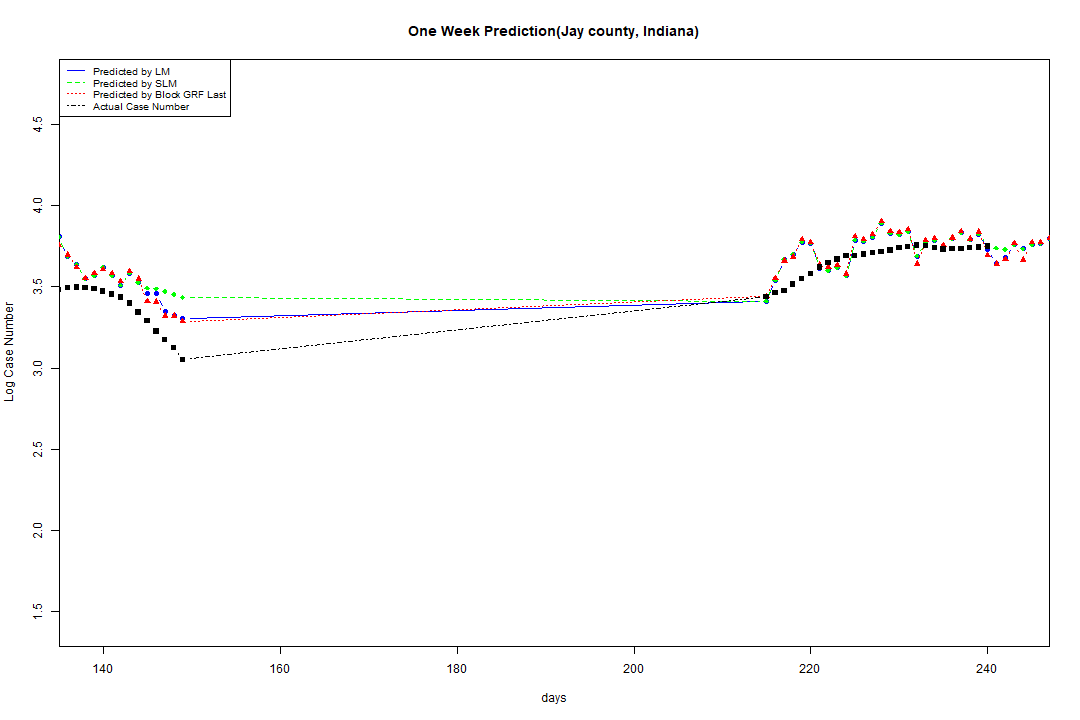 One Week Prediction(Jay county, Indiana)
Predicted by LM
Predicted by SLM
Predicted by Block GRF Last
Actual Case Number
4.5
4.0
3.5
3.0
2.5
2.0
1.5
Log Case Number
140 160 180 200 220 240
days